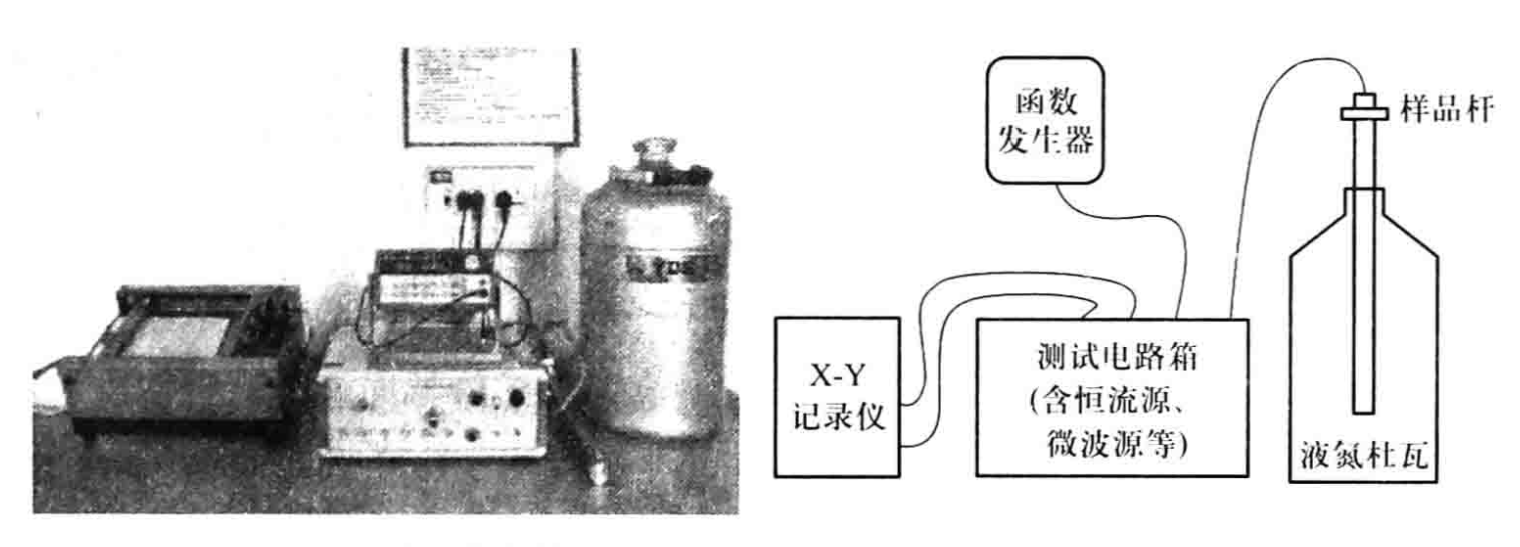 函数
发生器
样品杆
X-Y
记录仪
测试电路箱
(含恒流源、
微波源等)
液氮杜瓦